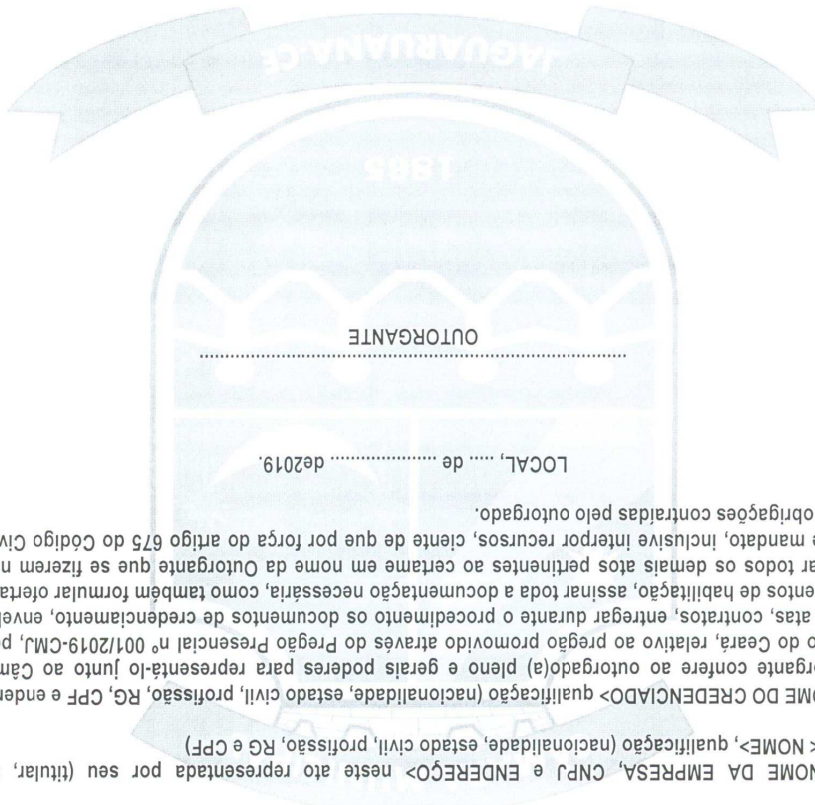 NOME DA EMPRESA, CNPJ e ENDEREÇO> neste ato representada por seu (titular,
< NOME>, qualificação (nacionalidade, estado civil, profissão, RG e CPF)
OME DO CREDENCIADO> qualificação (nacionalidade, estado civil, profissão, RG, CPF e ender
organte confere ao outorgado(a) pleno e gerais poderes para representá-lo junto ao Câm
o do Ceará, relativo ao pregão promovido através do Pregão Presencial nº 001/2019-CMJ, po
atas, contratos, entregar durante o procedimento os documentos de credenciamento, envel
entos de habilitação, assinar toda a documentação necessária, como também formular oferta
ar todos os demais atos pertinentes ao certame em nome da Outorgante que se fizerem n
e mandato, inclusive interpor recursos, ciente de que por força do artigo 675 do Código Civ
obrigações contraídas pelo outorgado.
LOCAL, ..... de ...................... de2019.
OUTORGANTE
1865
JAGUARUANA-CE